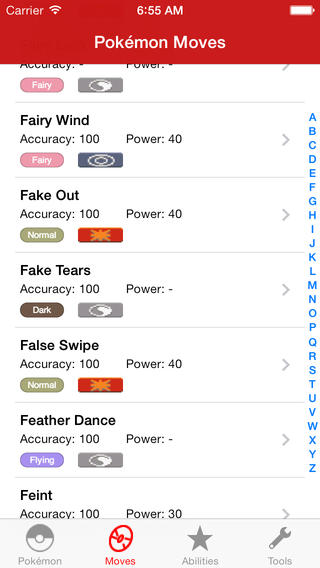 Carrier 6:55 AM
Pokémon Moves
Accuracy: - Power: -
Fairy
Fairy Wind
Accuracy: 100 Power: 40
Fairy
Fake Out
Accuracy: 100 Power: 40
Normal
Fake Tears
Accuracy: 100 Power: -
Dark
False Swipe
Accuracy: 100 Power: 40
Normal
Feather Dance
Accuracy: 100 Power: -
Flying
Feint
Accuracy: 100 Power: 30
A
B
C
D
E
F
G
H
I
J
K
L
M
N
O
P
Q
R
S
T
U
V
W
X
Y
Z
Pokémon Moves Abilities Tools